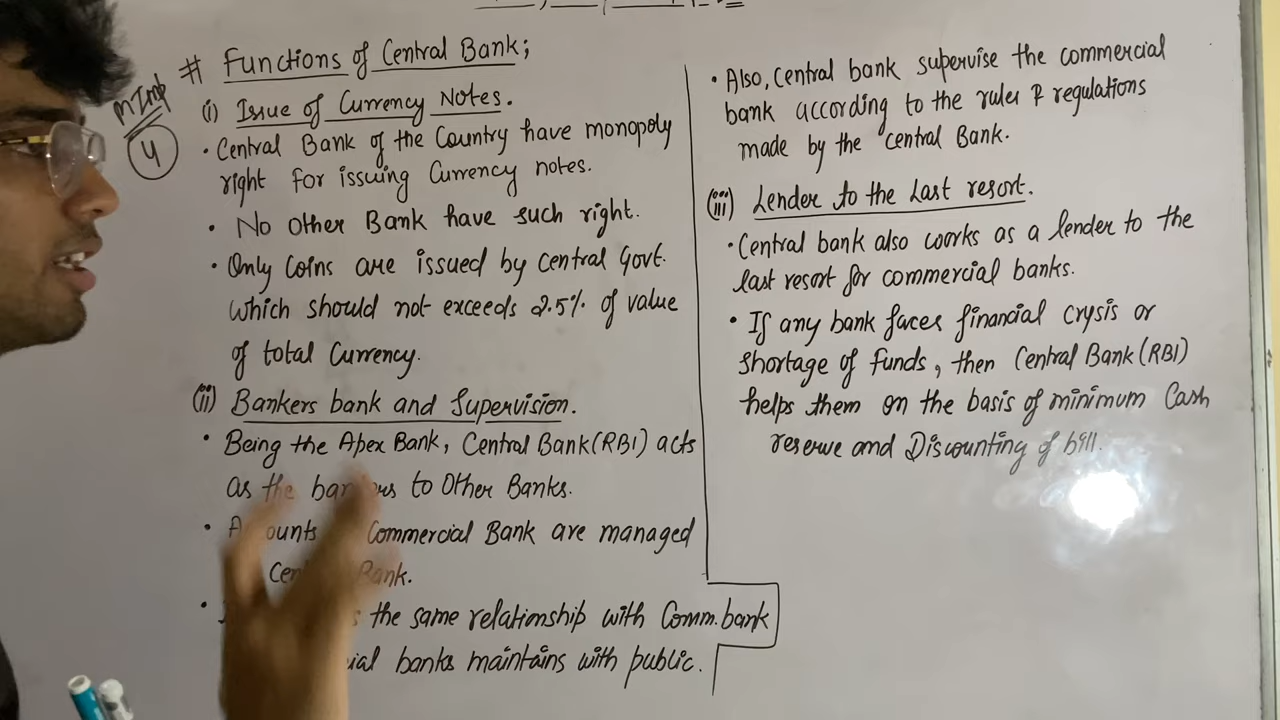 M Imp
4
# Functions of Central Bank;
(i) Issue of Currency Notes.
• Central Bank of the Country have monopoly
right for issuing Currency notes.
• No Other Bank have such right.
• Only Coins are issued by Central Govt.
which should not exceeds 2.5% of value
of total Currency.
(ii) Bankers bank and Supervision.
• Being the Apex Bank, Central Bank(RBI) acts
as the to Other Banks.
• Commercial Bank are managed
Bank.
• the same relationship with Comm. bank
banks maintains with public.
• Also, Central bank supervise the commercial
bank according to the rules & regulations
made by the Central Bank.
(iii) Lender to the Last resort.
• Central bank also works as a lender to the
last resort for commercial banks.
• If any bank faces financial crysis or
shortage of funds, then Central Bank (RBI)
helps them on the basis of minimum Cash
reserve and Discounting of bill.